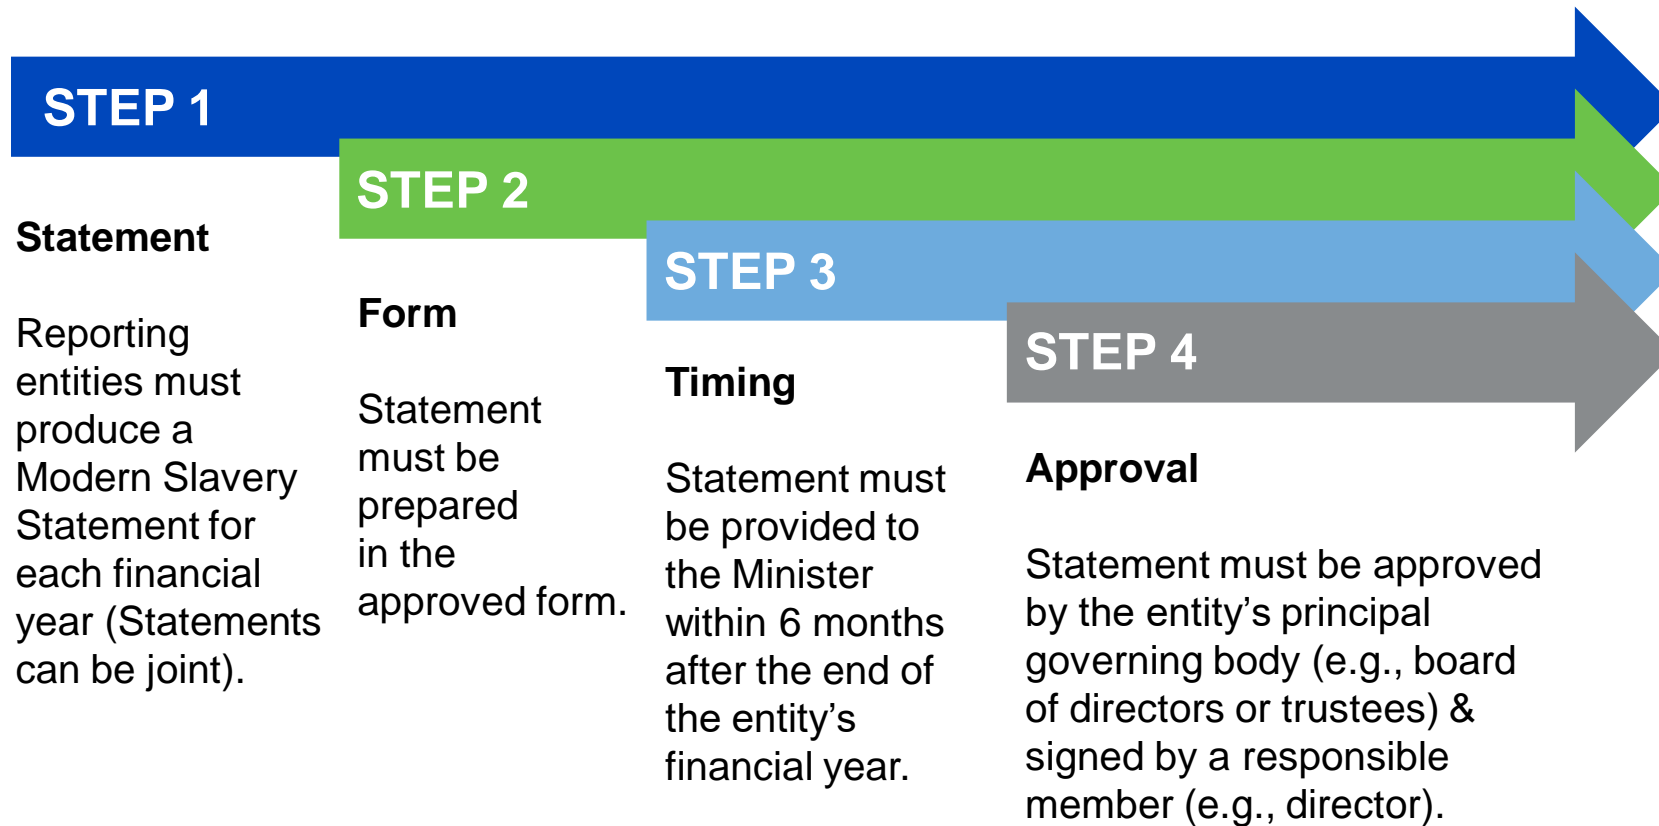 STEP 1
Statement
Reporting
entities must
produce a
Modern Slavery
Statement for
each financial
year (Statements
can be joint).
STEP 2
Form
Statement
must be
prepared
in the
approved form.
STEP 3
Timing
Statement must
be provided to
the Minister
within 6 months
after the end of
the entity’s
financial year.
STEP 4
Approval
Statement must be approved
by the entity’s principal
governing body (e.g., board
of directors or trustees) &
signed by a responsible
member (e.g., director).